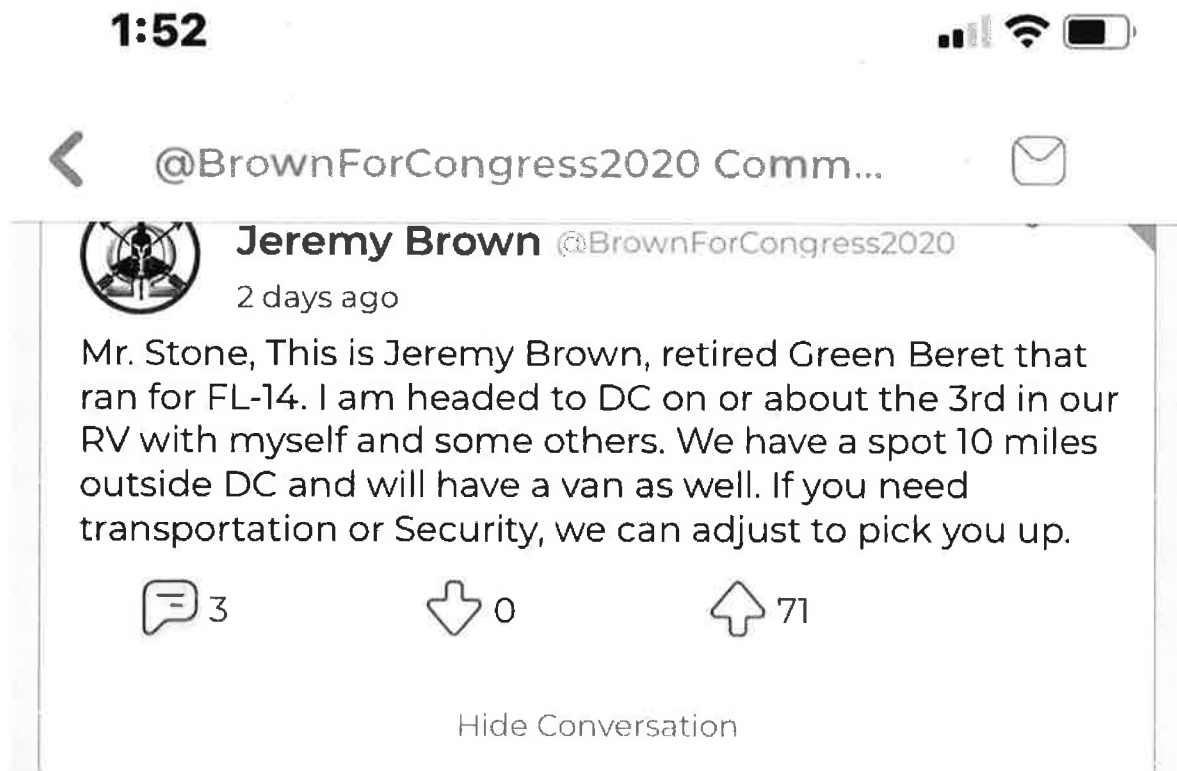 1:52
@BrownForCongress2020 Comm...
Jeremy Brown @BrownForCongress2020
2 days ago
Mr. Stone, This is Jeremy Brown, retired Green Beret that
ran for FL-14. I am headed to DC on or about the 3rd in our
RV with myself and some others. We have a spot 10 miles
outside DC and will have a van as well. If you need
transportation or Security, we can adjust to pick you up.
3 0 71
Hide Conversation